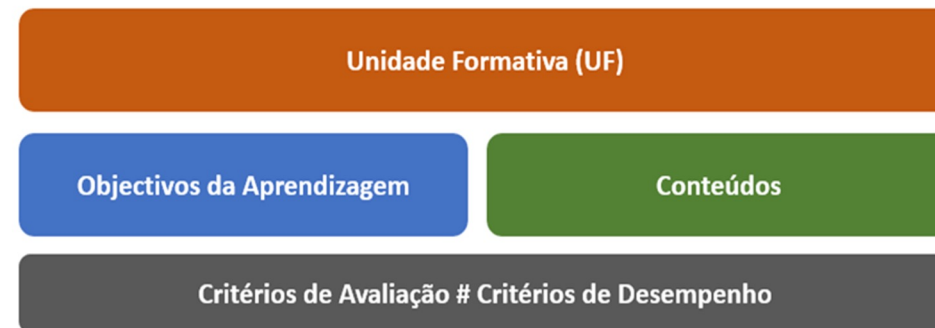 Unidade Formativa (UF)
Objectivos da Aprendizagem
Conteúdos
Critérios de Avaliação # Critérios de Desempenho